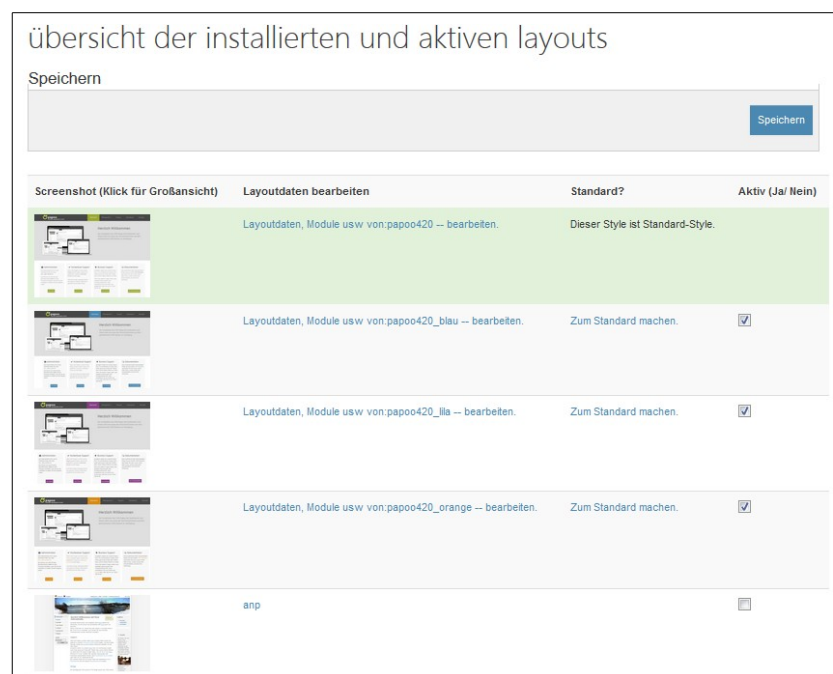 übersicht der installierten und aktiven layouts
Speichern
Speichern
Screenshot (Klick für Großansicht) Layoutdaten bearbeiten Standard? Aktiv (Ja/ Nein)
Layoutdaten, Module usw von:papoo420 -- bearbeiten. Dieser Style ist Standard-Style.
Layoutdaten, Module usw von:papoo420_blau -- bearbeiten. Zum Standard machen.
Layoutdaten, Module usw von:papoo420_lila -- bearbeiten. Zum Standard machen.
Layoutdaten, Module usw von:papoo420_orange -- bearbeiten. Zum Standard machen.
anp